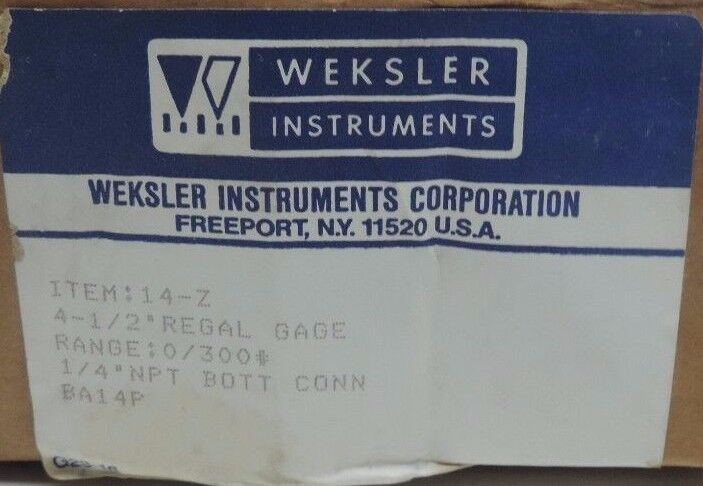 WEKSLER
INSTRUMENTS
WEKSLER INSTRUMENTS CORPORATION
FREEPORT, N.Y. 11520 U.S.A.
ITEM:14-Z
4-1/2"REGAL GAGE
RANGE:0/300#
1/4"NPT BOTT CONN
BA14P